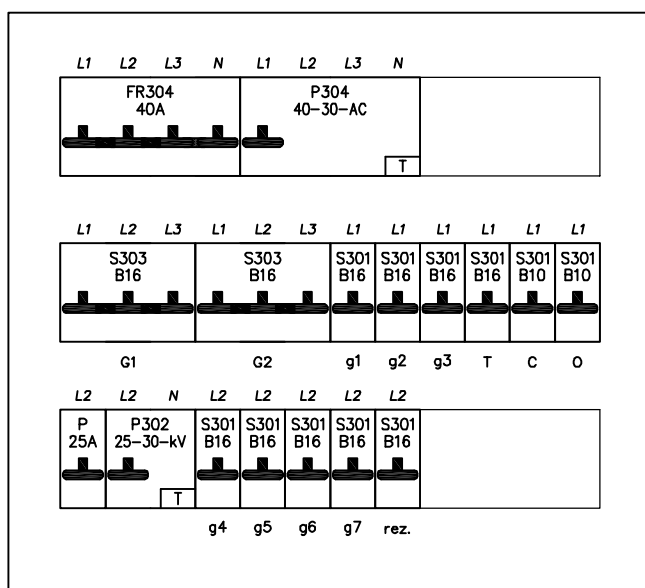 L1 L2 L3 N L1 L2 L3 N
FR304 P304
40A 40-30-AC
T
L1 L2 L3 L1 L2 L3 L1 L1 L1 L1 L1 L1
S303 S303 S301 S301 S301 S301 S301 S301
B16 B16 B16 B16 B16 B16 B10 B10
G1 G2 g1 g2 g3 T C O
L2 L2 N L2 L2 L2 L2 L2
P P302 S301 S301 S301 S301 S301
25A 25-30-kV B16 B16 B16 B16 B16
T
g4 g5 g6 g7 rez.